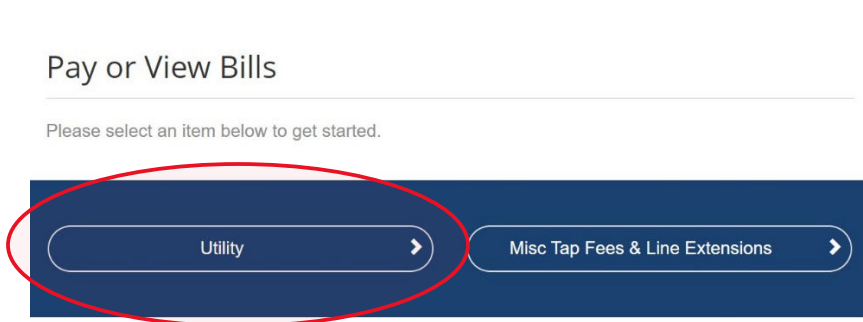 Pay or View Bills
Please select an item below to get started.
Utility
Misc Tap Fees & Line Extensions